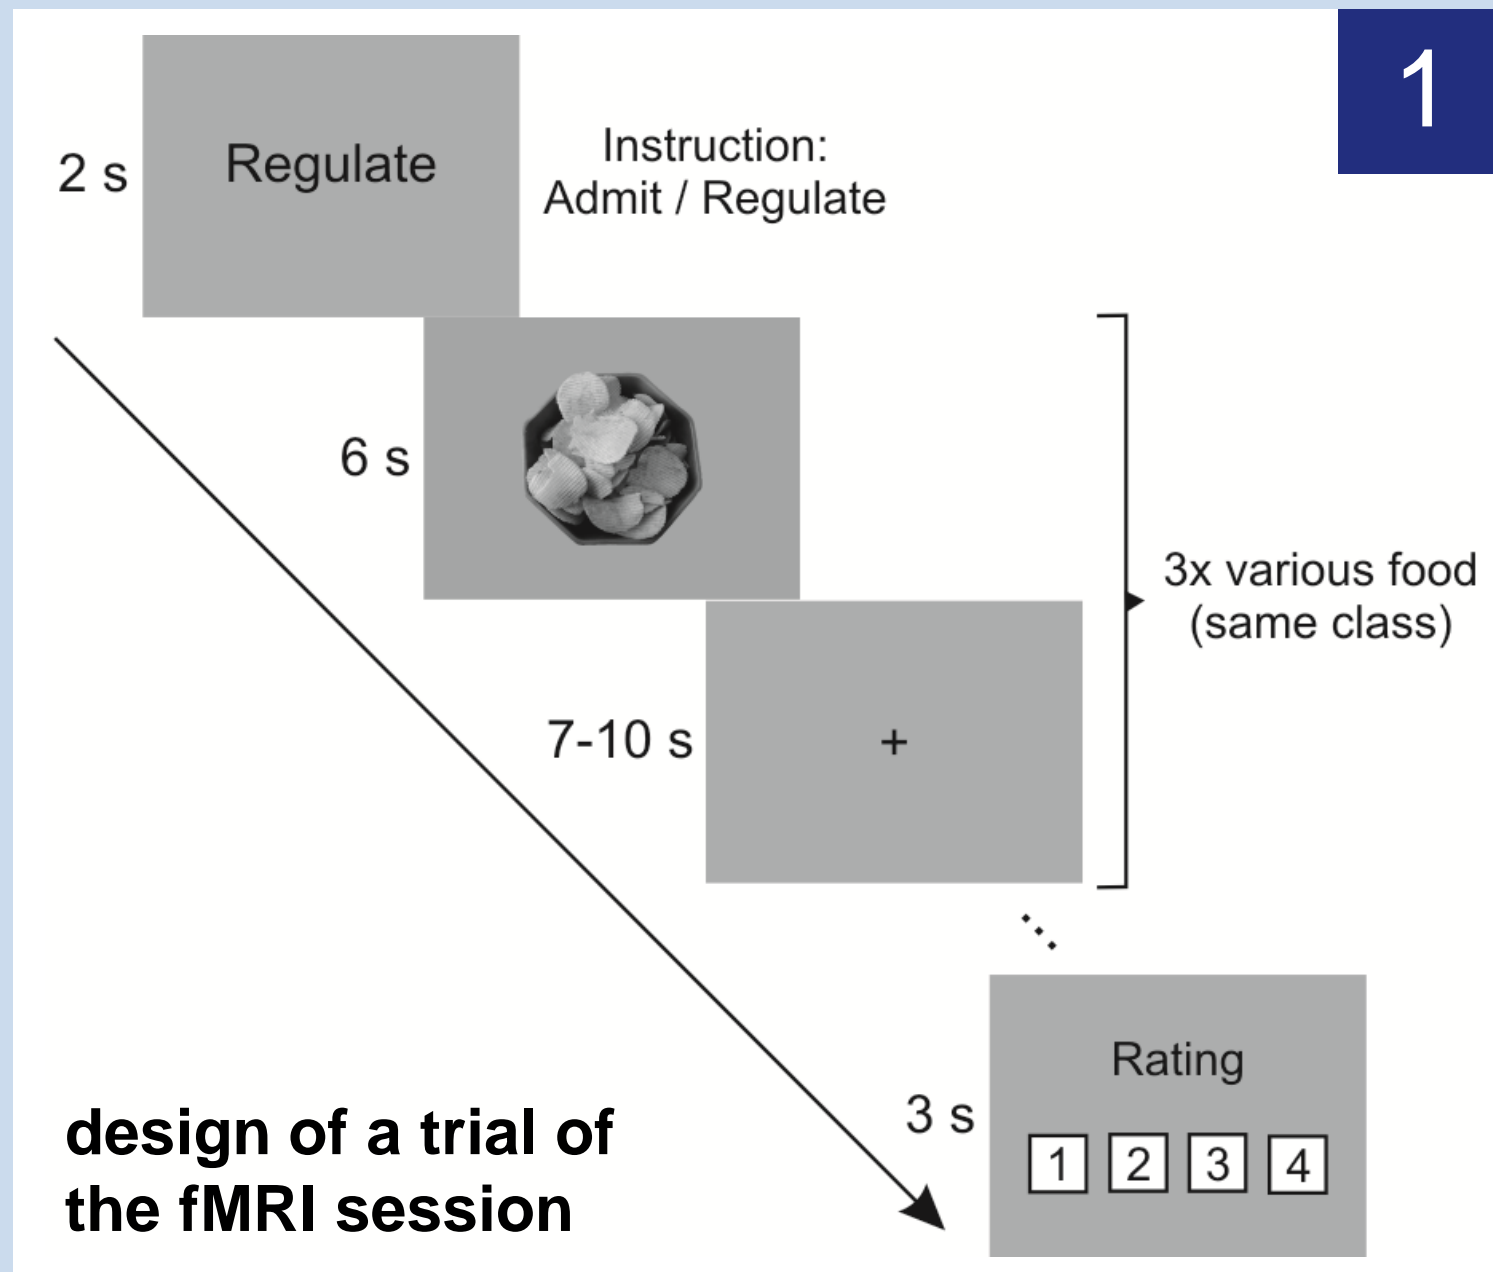 1
2 s
Regulate
Instruction:
Admit / Regulate
6 s
3x various food
(same class)
7-10 s
+
Rating
3 s
1 2 3 4
design of a trial of
the fMRI session